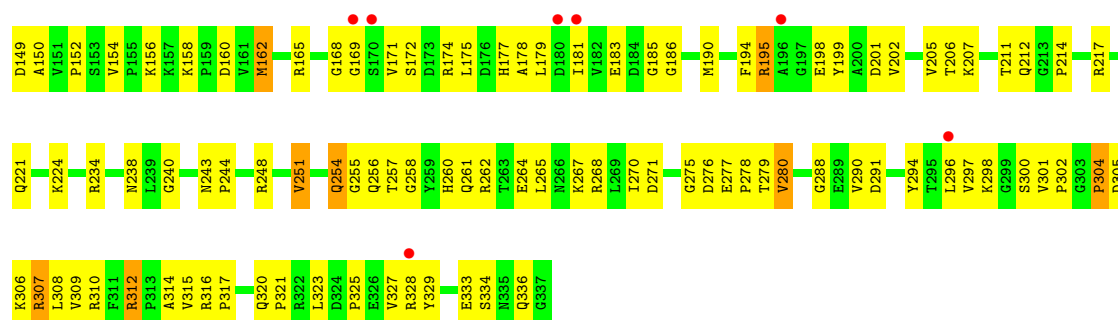 D149 A150 V151 P152 S153 V154 P155 K156 K157 K158 P159 D160 V161 M162 R165 G168 G169 S170 V171 S172 D173 R174 L175 D176 H177 A178 L179 D180 I181 V182 E183 D184 G185 G186 M190 F194 R195 A196 G197 E198 Y199 A200 D201 V202 V205 T206 K207 T211 Q212 G213 P214 R217
Q221 K224 R234 N238 L239 G240 N243 P244 R248 V251 Q254 G255 Q256 T257 G258 Y259 H260 Q261 R262 T263 E264 L265 N266 K267 R268 L269 I270 D271 G275 D276 E277 P278 T279 V280 G288 E289 V290 D291 Y294 T295 L296 V297 K298 G299 S300 V301 P302 G303 P304
K306 R307 L308 V309 R310 F311 R312 P313 A314 V315 R316 P317 Q320 P321 R322 L323 D324 P325 E326 V327 R328 Y329 E333 S334 N335 Q336 G337